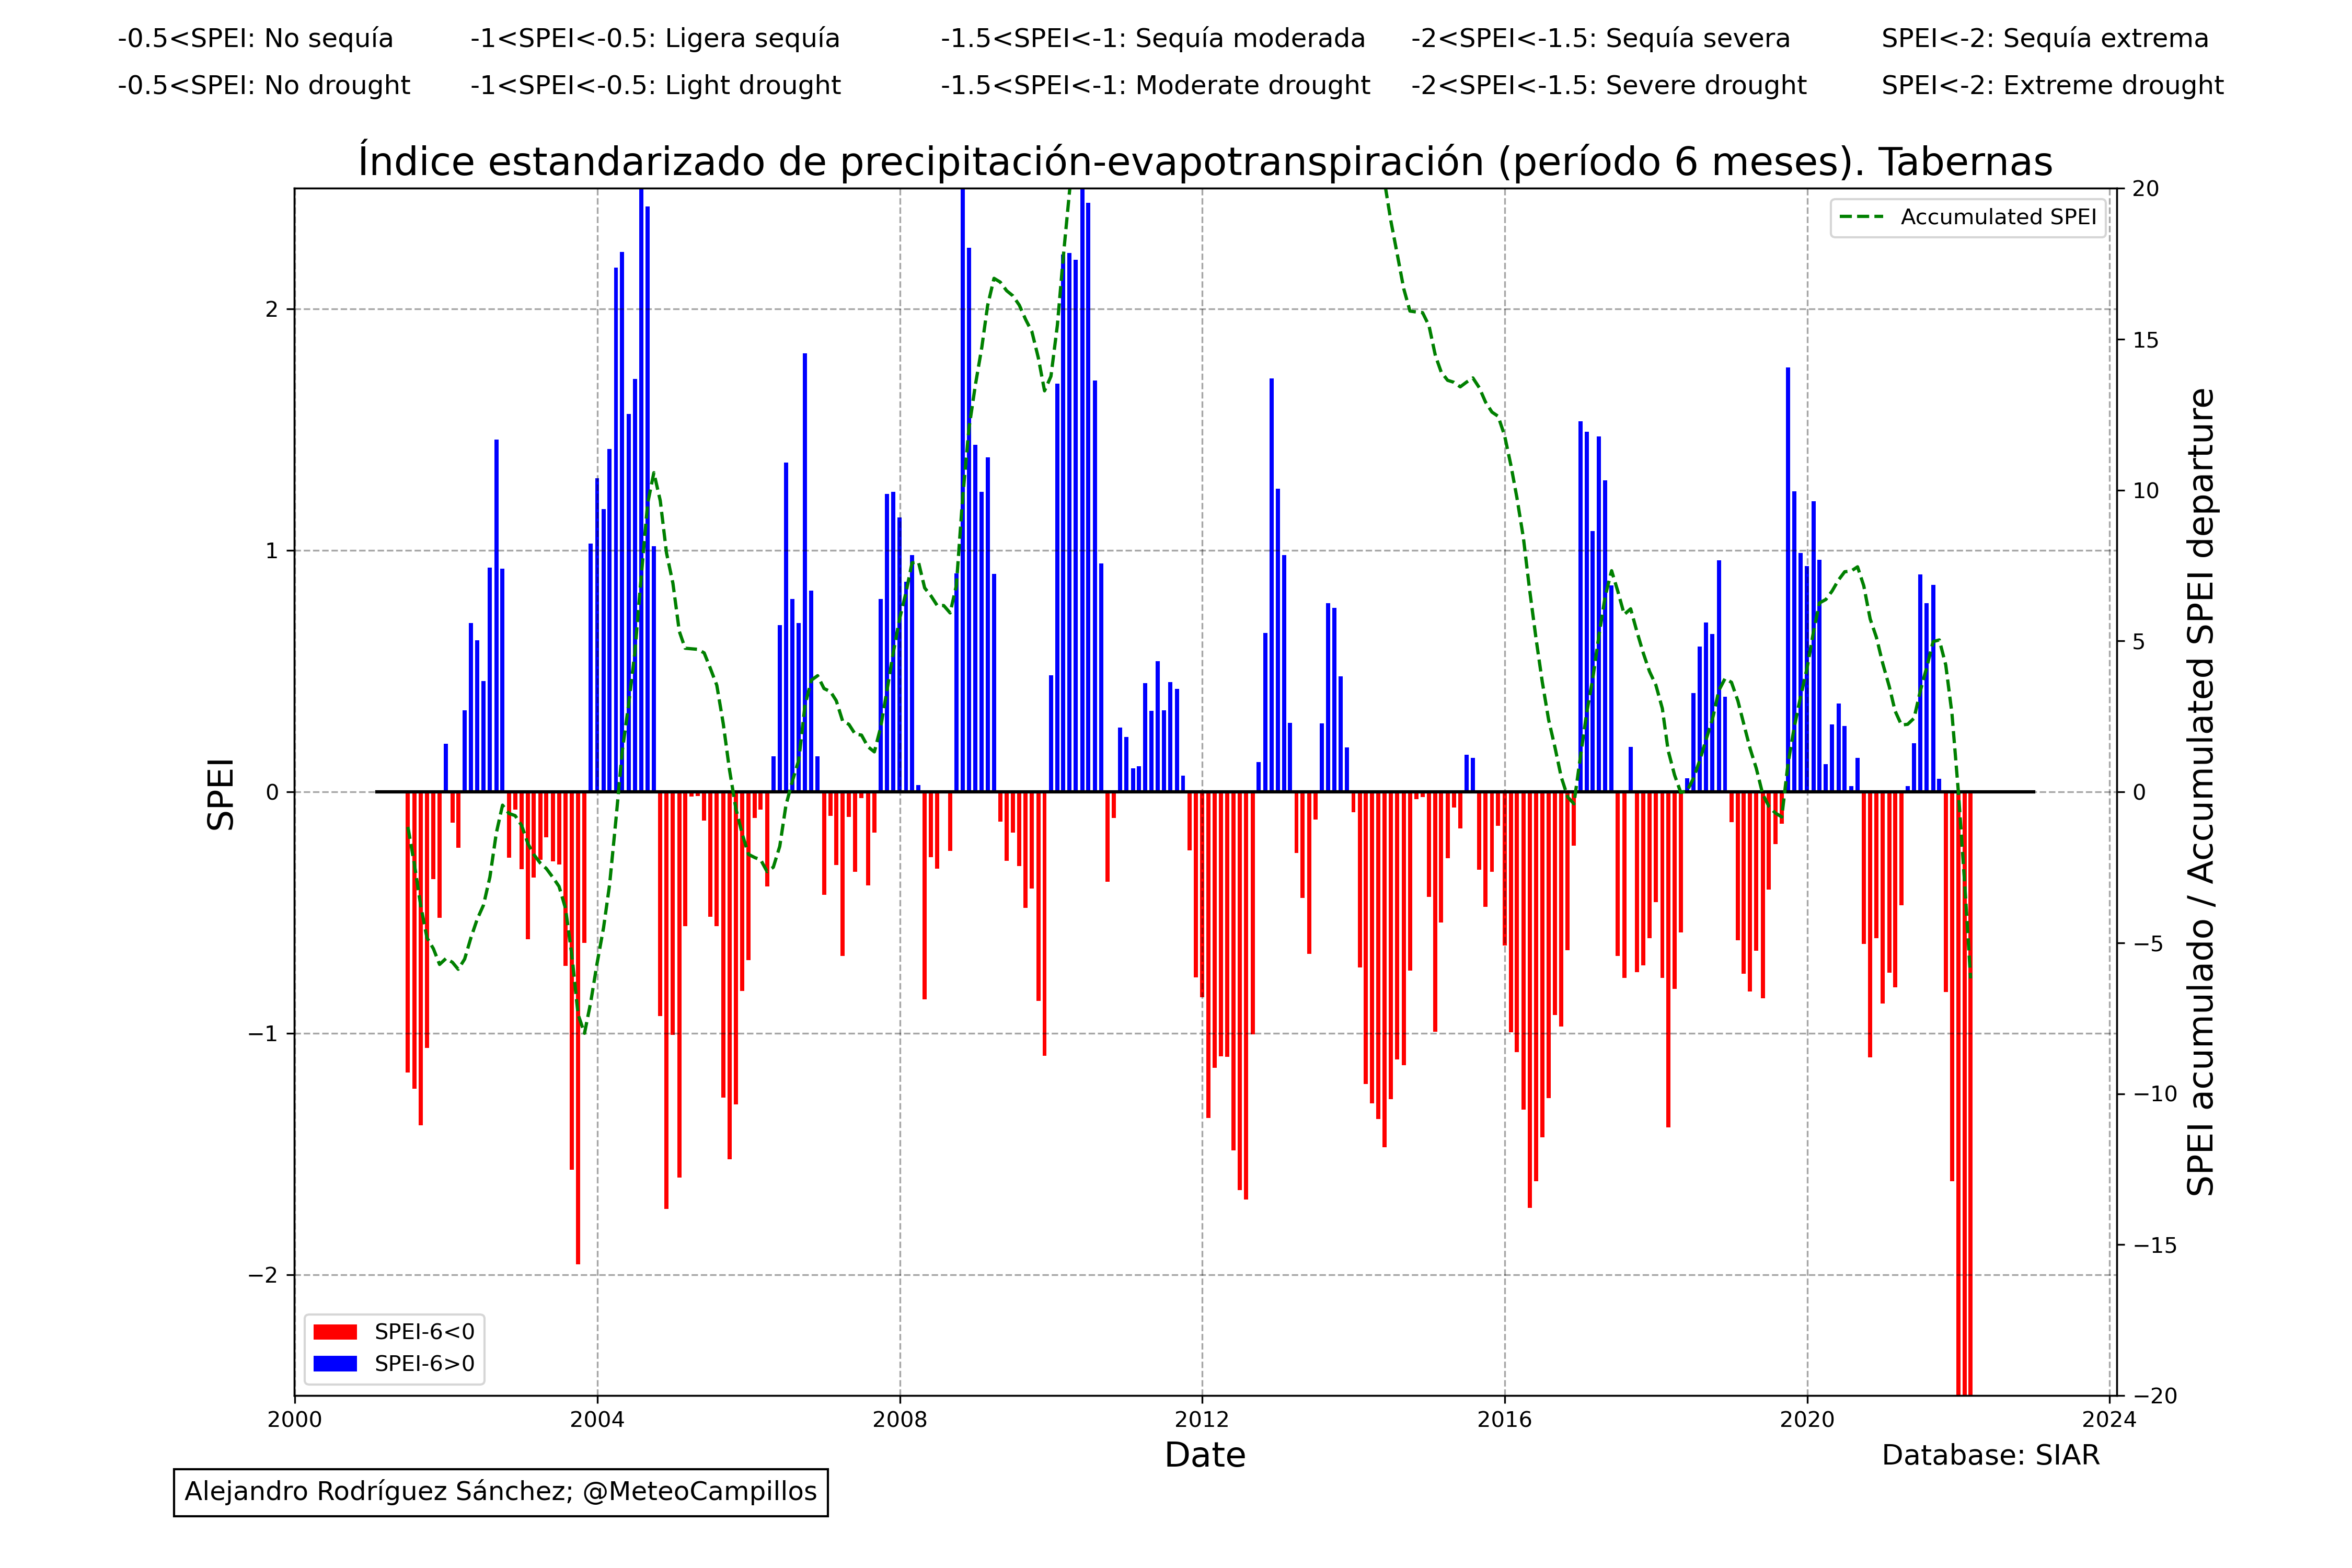 -0.5<SPEI: No sequía -1<SPEI<-0.5: Ligera sequía -1.5<SPEI<-1: Sequía moderada -2<SPEI<-1.5: Sequía severa SPEI<-2: Sequía extrema
-0.5<SPEI: No drought -1<SPEI<-0.5: Light drought -1.5<SPEI<-1: Moderate drought -2<SPEI<-1.5: Severe drought SPEI<-2: Extreme drought
Índice estandarizado de precipitación-evapotranspiración (período 6 meses). Tabernas
Accumulated SPEI
SPEI
2
1
0
−1
−2
20
15
10
5
0
−5
−10
−15
−20
SPEI acumulado / Accumulated SPEI departure
SPEI-6<0
SPEI-6>0
2000 2004 2008 2012 2016 2020 2024
Date
Database: SIAR
Alejandro Rodríguez Sánchez; @MeteoCampillos